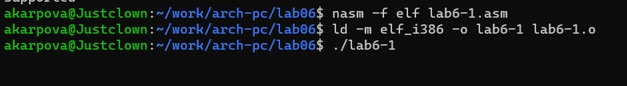 supported
akarpova@Justclown:~/work/arch-pc/lab06$ nasm -f elf lab6-1.asm
akarpova@Justclown:~/work/arch-pc/lab06$ ld -m elf_i386 -o lab6-1 lab6-1.o
akarpova@Justclown:~/work/arch-pc/lab06$ ./lab6-1